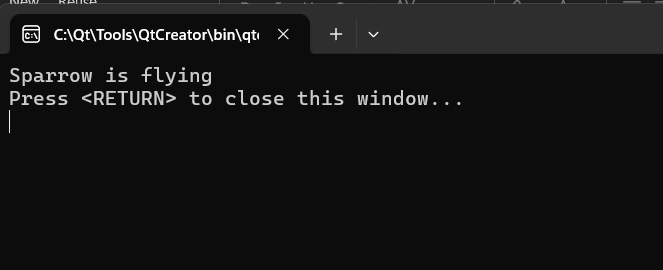 C:\Qt\Tools\QtCreator\bin\qt
Sparrow is flying
Press <RETURN> to close this window...